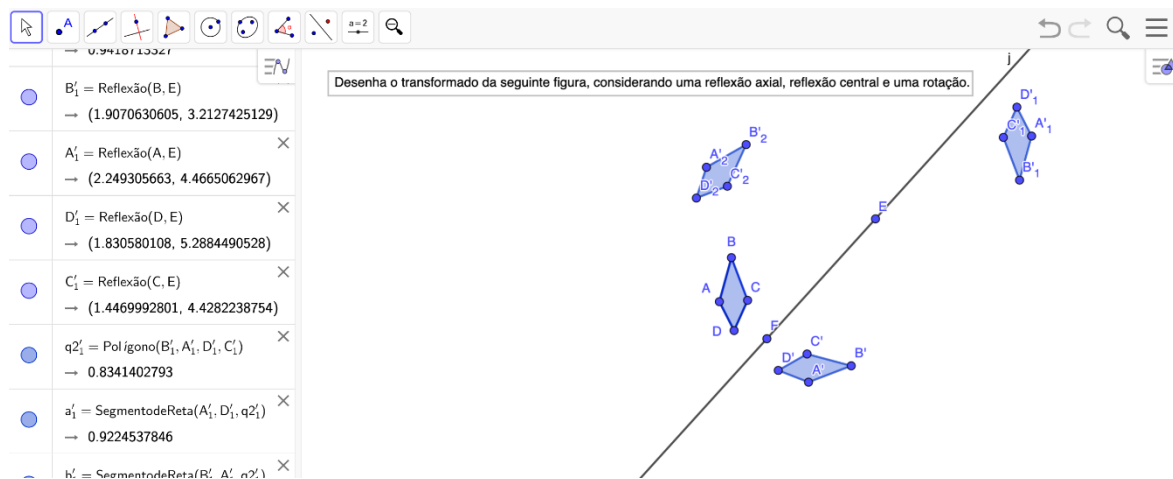 A
a=2
→ 0.9418713327
B′₁ = Reflexão(B, E)
→ (1.9070630605, 3.2127425129)
A′₁ = Reflexão(A, E)
→ (2.249305663, 4.4665062967)
D′₁ = Reflexão(D, E)
→ (1.830580108, 5.2884490528)
C′₁ = Reflexão(C, E)
→ (1.4469992801, 4.4282238754)
q2′₁ = Polígono(B′₁, A′₁, D′₁, C′₁)
→ 0.8341402793
a′₁ = SegmentodeReta(A′₁, D′₁, q2′₁)
→ 0.9224537846
b′₁ = SegmentodeReta(B′₁, A′₁, q2′₁)
j
Desenha o transformado da seguinte figura, considerando uma reflexão axial, reflexão central e uma rotação.
D'₁
C'₁ A'₁
B'₁
B'₂
A'₂
C'₂
D'₂
E
B
A C
D
F
C'
D' B'
A'